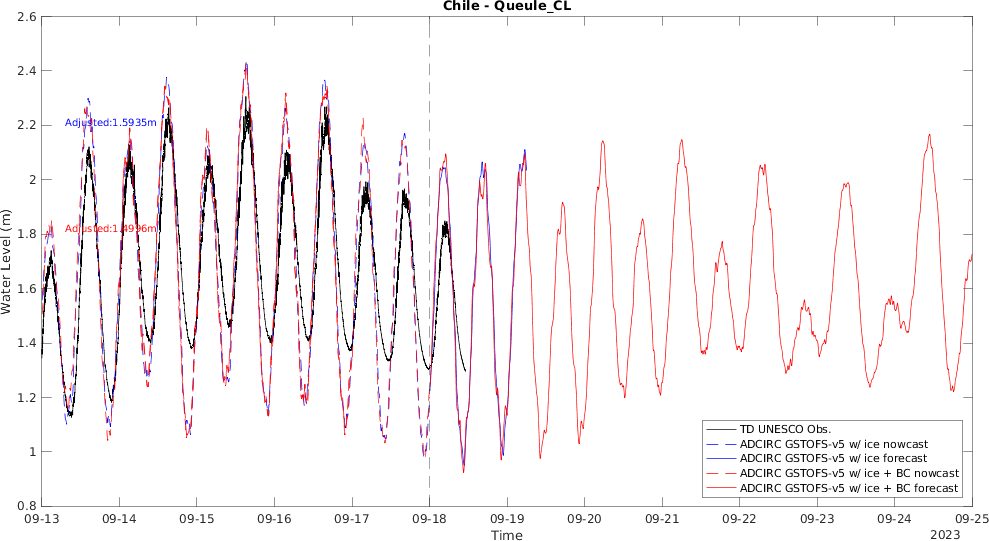 Chile - Queule_CL
2.6
2.4
2.2
2
1.8
1.6
1.4
1.2
1
0.8
Water Level (m)
Adjusted:1.5935m
Adjusted:1.4996m
TD UNESCO Obs.
ADCIRC GSTOFS-v5 w/ ice nowcast
ADCIRC GSTOFS-v5 w/ ice forecast
ADCIRC GSTOFS-v5 w/ ice + BC nowcast
ADCIRC GSTOFS-v5 w/ ice + BC forecast
09-13 09-14 09-15 09-16 09-17 09-18 09-19 09-20 09-21 09-22 09-23 09-24 09-25
Time
2023